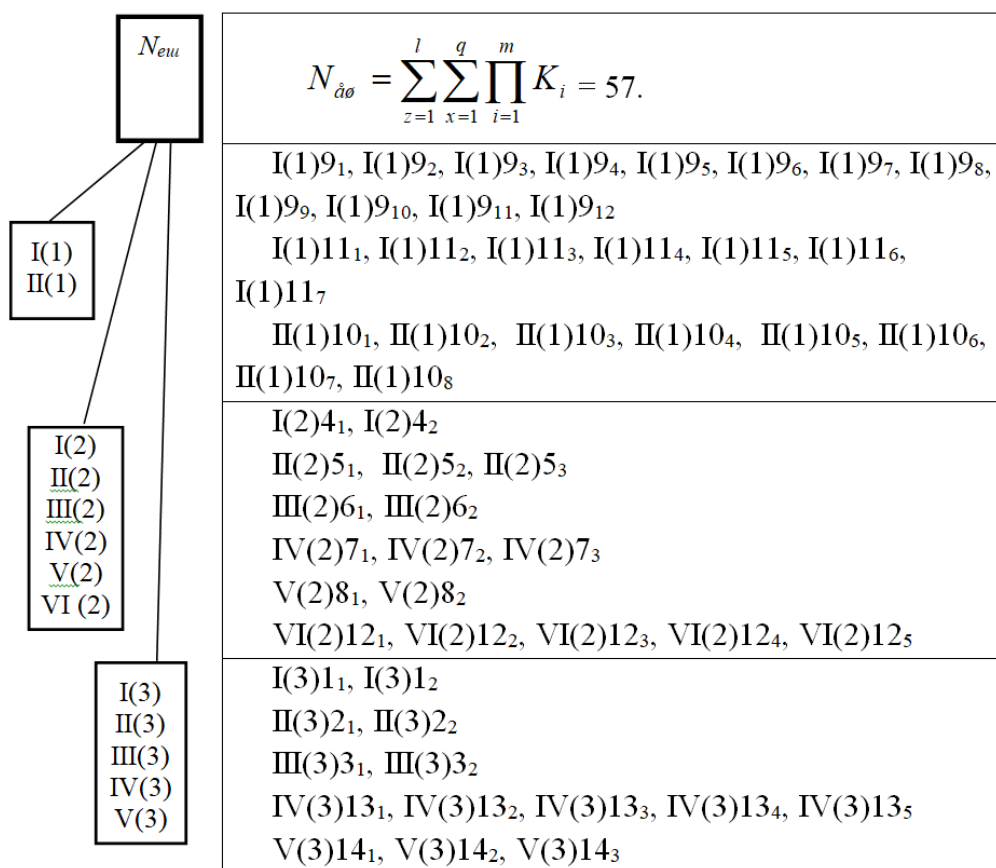 Nеш
N_åø = ∑_{z=1}^{l} ∑_{x=1}^{q} ∏_{i=1}^{m} K_i = 57.
I(1)
II(1)
I(1)9₁, I(1)9₂, I(1)9₃, I(1)9₄, I(1)9₅, I(1)9₆, I(1)9₇, I(1)9₈,
I(1)9₉, I(1)9₁₀, I(1)9₁₁, I(1)9₁₂
I(1)11₁, I(1)11₂, I(1)11₃, I(1)11₄, I(1)11₅, I(1)11₆,
I(1)11₇
II(1)10₁, II(1)10₂, II(1)10₃, II(1)10₄, II(1)10₅, II(1)10₆,
II(1)10₇, II(1)10₈
I(2)
II(2)
III(2)
IV(2)
V(2)
VI (2)
I(2)4₁, I(2)4₂
II(2)5₁, II(2)5₂, II(2)5₃
III(2)6₁, III(2)6₂
IV(2)7₁, IV(2)7₂, IV(2)7₃
V(2)8₁, V(2)8₂
VI(2)12₁, VI(2)12₂, VI(2)12₃, VI(2)12₄, VI(2)12₅
I(3)
II(3)
III(3)
IV(3)
V(3)
I(3)1₁, I(3)1₂
II(3)2₁, II(3)2₂
III(3)3₁, III(3)3₂
IV(3)13₁, IV(3)13₂, IV(3)13₃, IV(3)13₄, IV(3)13₅
V(3)14₁, V(3)14₂, V(3)14₃